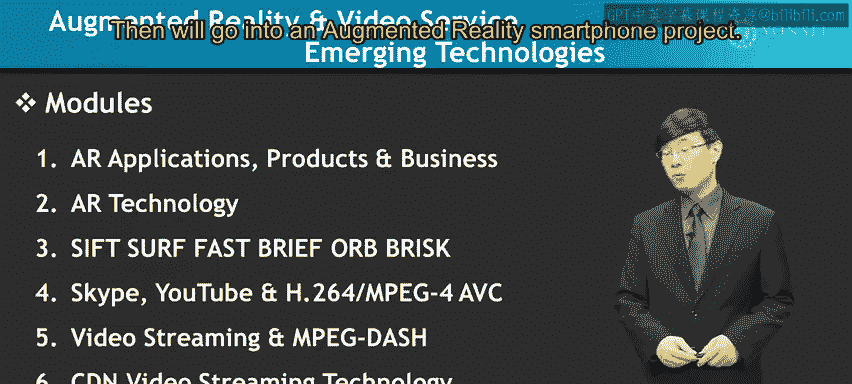 Augmented Reality & Video Service
Then will go into an Augmented Reality smartphone project.
Emerging Technologies
❖ Modules
1. AR Applications, Products & Business
2. AR Technology
3. SIFT SURF FAST BRIEF ORB BRISK
4. Skype, YouTube & H.264/MPEG-4 AVC
5. Video Streaming & MPEG-DASH
6. CDN Video Streaming Technology